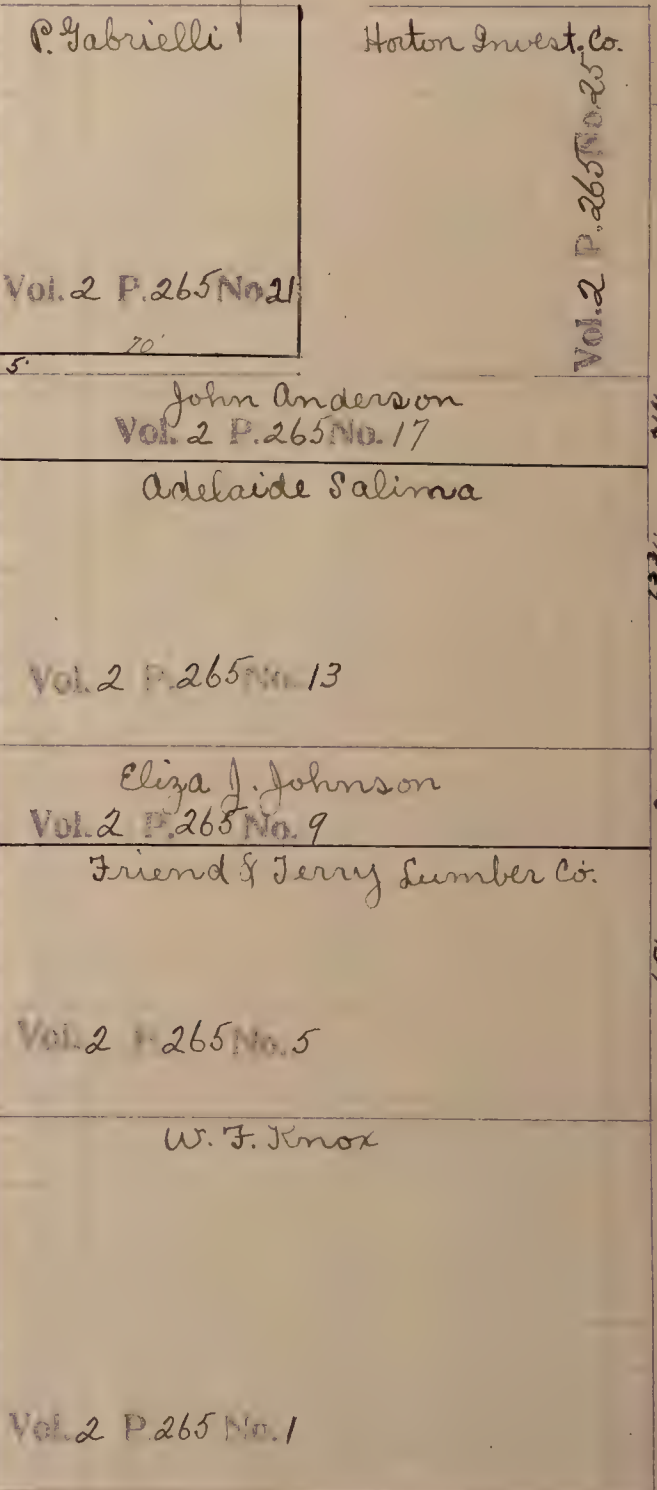 P. Gabrielli
Horton Invest. Co.
Vol. 2 P. 265 No. 25
Vol. 2 P. 265 No. 21
70'
5'
John Anderson
Vol. 2 P. 265 No. 17
Adelaide Salima
Vol. 2 P. 265 No. 13
Eliza J. Johnson
Vol. 2 P. 265 No. 9
Friend & Terry Lumber Co.
Vol. 2 P. 265 No. 5
W. F. Knox
Vol. 2 P. 265 No. 1